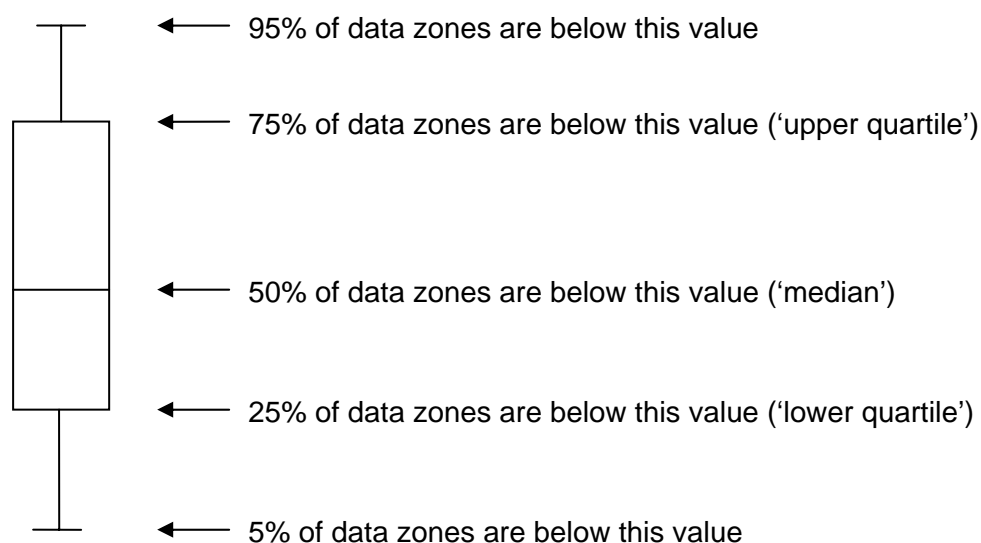 95% of data zones are below this value
75% of data zones are below this value (‘upper quartile’)
50% of data zones are below this value (‘median’)
25% of data zones are below this value (‘lower quartile’)
5% of data zones are below this value